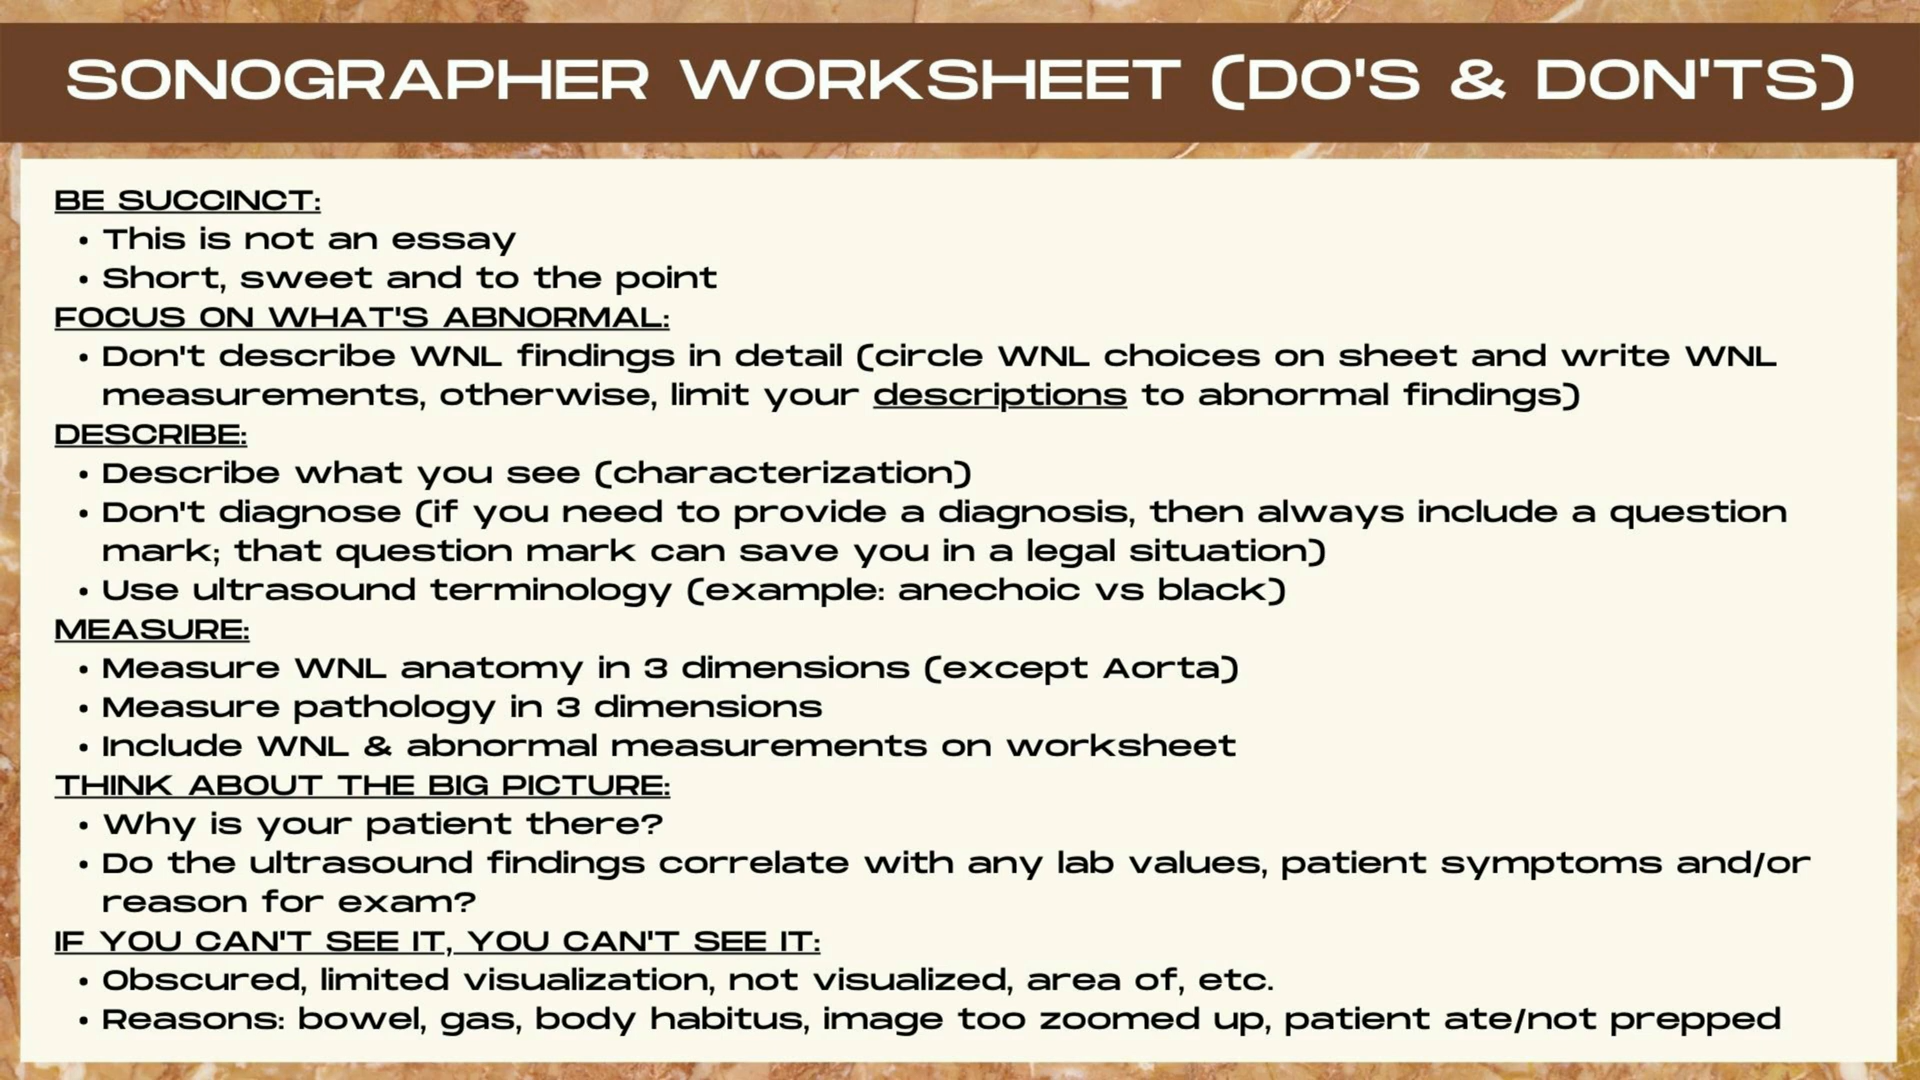 SONOGRAPHER WORKSHEET (DO'S & DON'TS)
BE SUCCINCT:
• This is not an essay
• Short, sweet and to the point
FOCUS ON WHAT'S ABNORMAL:
• Don't describe WNL findings in detail (circle WNL choices on sheet and write WNL
measurements, otherwise, limit your descriptions to abnormal findings)
DESCRIBE:
• Describe what you see (characterization)
• Don't diagnose (if you need to provide a diagnosis, then always include a question
mark; that question mark can save you in a legal situation)
• Use ultrasound terminology (example: anechoic vs black)
MEASURE:
• Measure WNL anatomy in 3 dimensions (except Aorta)
• Measure pathology in 3 dimensions
• Include WNL & abnormal measurements on worksheet
THINK ABOUT THE BIG PICTURE:
• Why is your patient there?
• Do the ultrasound findings correlate with any lab values, patient symptoms and/or
reason for exam?
IF YOU CAN'T SEE IT, YOU CAN'T SEE IT:
• Obscured, limited visualization, not visualized, area of, etc.
• Reasons: bowel, gas, body habitus, image too zoomed up, patient ate/not prepped